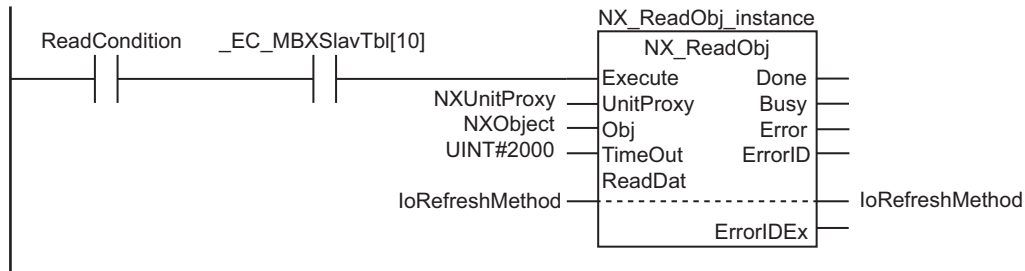 NX_ReadObj_instance
ReadCondition _EC_MBXSlavTbl[10] NX_ReadObj
Execute Done
NXUnitProxy UnitProxy Busy
NXObject Obj Error
UINT#2000 TimeOut ErrorID
ReadDat
IoRefreshMethod IoRefreshMethod
ErrorIDEx